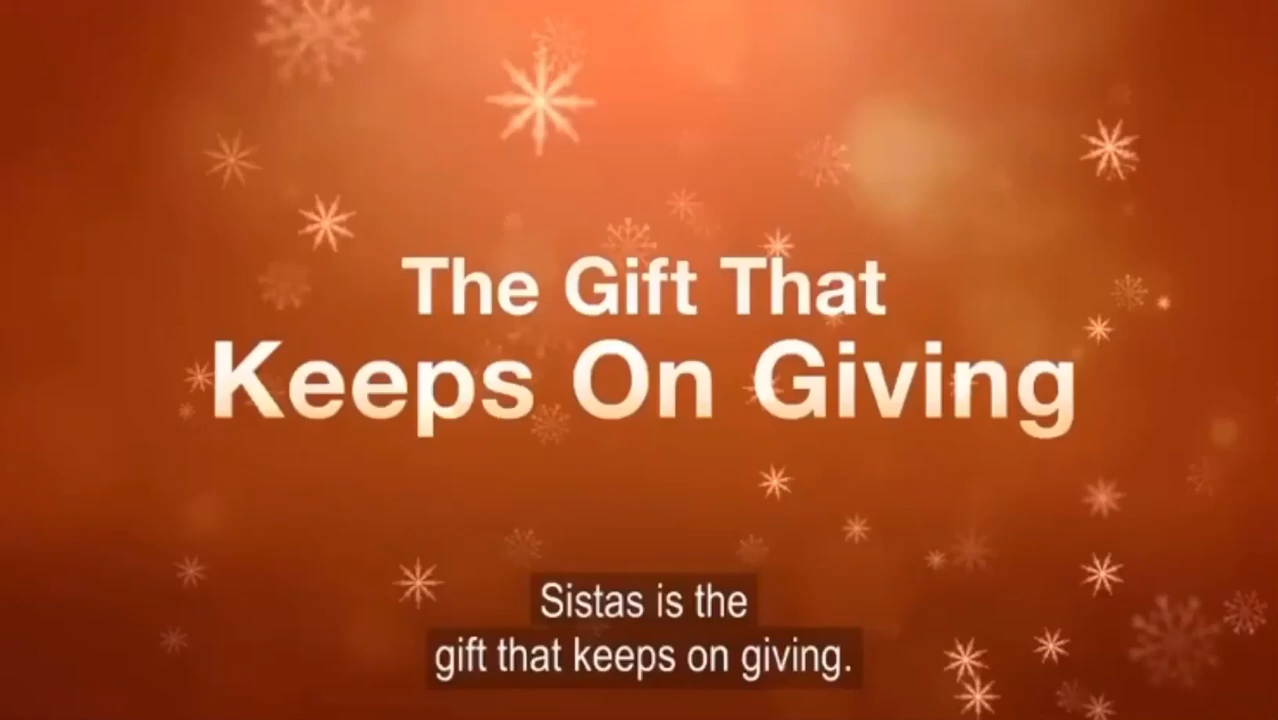 The Gift That
Keeps On Giving
Sistas is the
gift that keeps on giving.